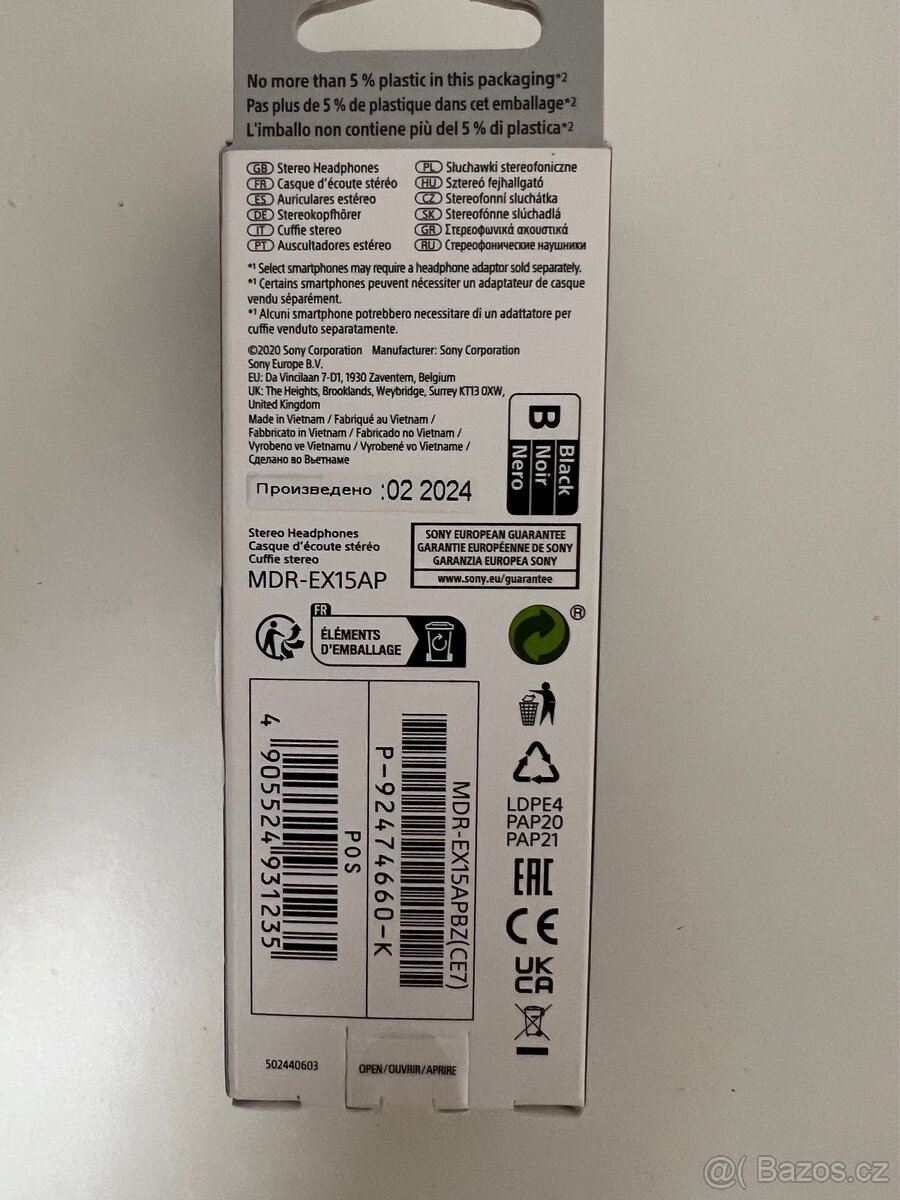 No more than 5 % plastic in this packaging*2
Pas plus de 5 % de plastique dans cet emballage*2
L'imballo non contiene più del 5 % di plastica*2
GB Stereo Headphones
FR Casque d'écoute stéréo
ES Auriculares estéreo
DE Stereokopfhörer
IT Cuffie stereo
PT Auscultadores estéreo
PL Słuchawki stereofoniczne
HU Sztereó fejhallgató
CZ Stereofonní sluchátka
SK Stereofónne slúchadlá
GR Στερεοφωνικά ακουστικά
RU Стереофонические наушники
*1 Select smartphones may require a headphone adaptor sold separately.
*1 Certains smartphones peuvent nécessiter un adaptateur de casque
vendu séparément.
*1 Alcuni smartphone potrebbero necessitare di un adattatore per
cuffie venduto separatamente.
©2020 Sony Corporation Manufacturer: Sony Corporation
Sony Europe B.V.
EU: Da Vincilaan 7-D1, 1930 Zaventem, Belgium
UK: The Heights, Brooklands, Weybridge, Surrey KT13 0XW,
United Kingdom
Made in Vietnam / Fabriqué au Vietnam /
Fabbricato in Vietnam / Fabricado no Vietnam /
Vyrobeno ve Vietnamu / Vyrobené vo Vietname /
Сделано во Вьетнаме
B
Black
Noir
Nero
Произведено :02 2024
Stereo Headphones
Casque d'écoute stéréo
Cuffie stereo
MDR-EX15AP
SONY EUROPEAN GUARANTEE
GARANTIE EUROPÉENNE DE SONY
GARANZIA EUROPEA SONY
www.sony.eu/guarantee
FR
ÉLÉMENTS
D'EMBALLAGE
®
MDR-EX15APBZ(CE7)
P-92474660-K
POS
4 905524 931235
LDPE4
PAP20
PAP21
EAC
CE
UK
CA
502440603
OPEN/OUVRIR/APRIRE
@( Bazos.cz